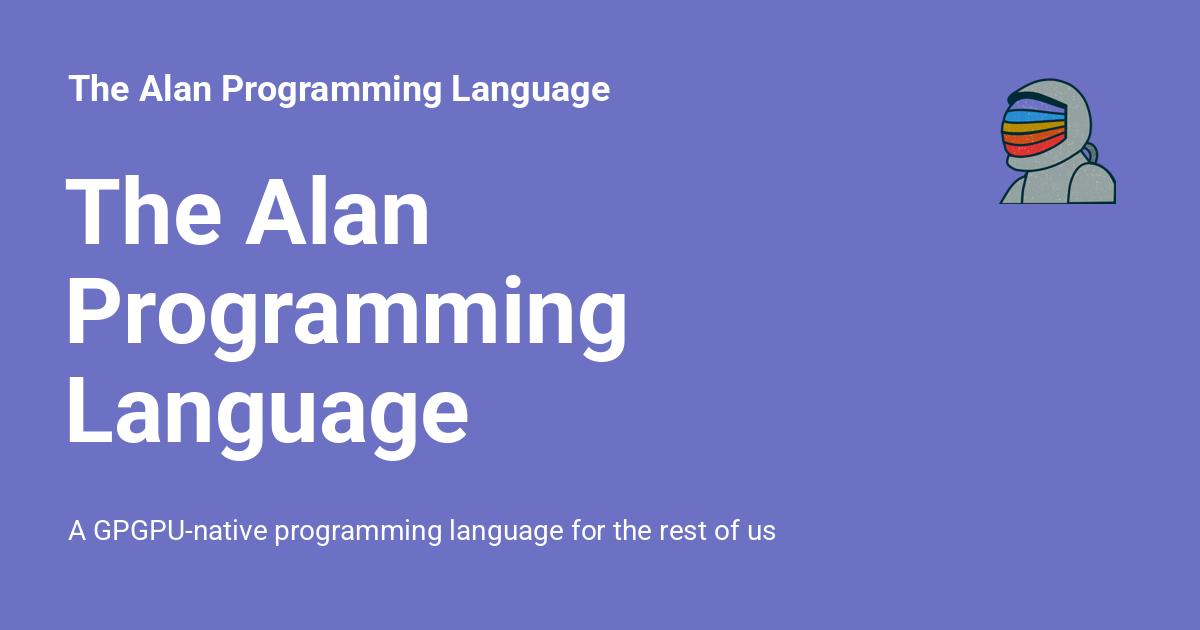 The Alan Programming Language
The Alan
Programming
Language
A GPGPU-native programming language for the rest of us